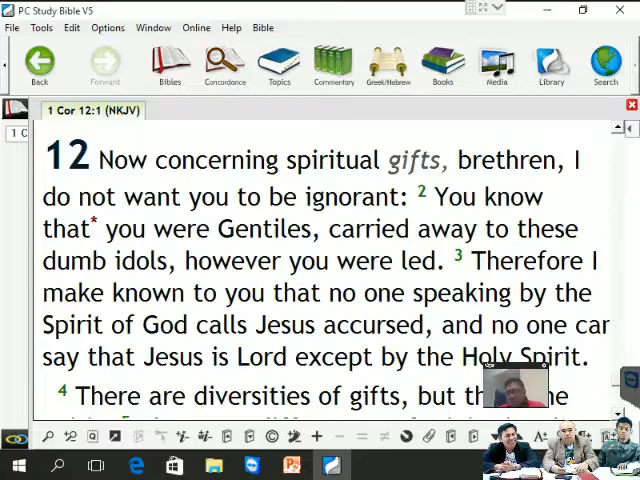 PC Study Bible V5
File Tools Edit Options Window Online Help Bible
Back Forward Bibles Concordance Topics Commentary Greek/Hebrew Books Media Library Search
1 Cor 12:1 (NKJV)
1 C
12 Now concerning spiritual gifts, brethren, I
do not want you to be ignorant: 2 You know
that* you were Gentiles, carried away to these
dumb idols, however you were led. 3 Therefore I
make known to you that no one speaking by the
Spirit of God calls Jesus accursed, and no one can
say that Jesus is Lord except by the Holy Spirit.
4 There are diversities of gifts, but